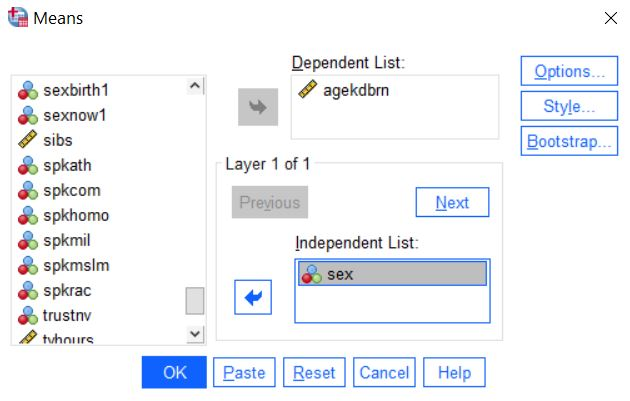 Means
Dependent List:
agekdbrn
Options...
Style...
Bootstrap...
sexbirth1
sexnow1
sibs
spkath
spkcom
spkhomo
spkmil
spkmslm
spkrac
trustnv
tvhours
Layer 1 of 1
Previous
Next
Independent List:
sex
OK
Paste
Reset
Cancel
Help